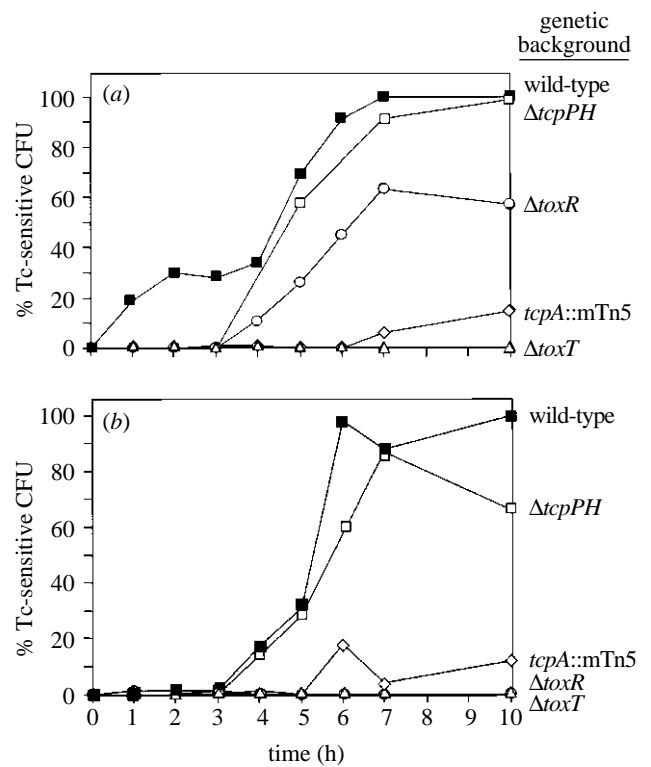 genetic
background
(a)
% Tc-sensitive CFU
100
80
60
40
20
0
wild-type
ΔtcpPH
ΔtoxR
tcpA::mTn5
ΔtoxT
(b)
% Tc-sensitive CFU
100
80
60
40
20
0
wild-type
ΔtcpPH
tcpA::mTn5
ΔtoxR
ΔtoxT
0 1 2 3 4 5 6 7 8 9 10
time (h)